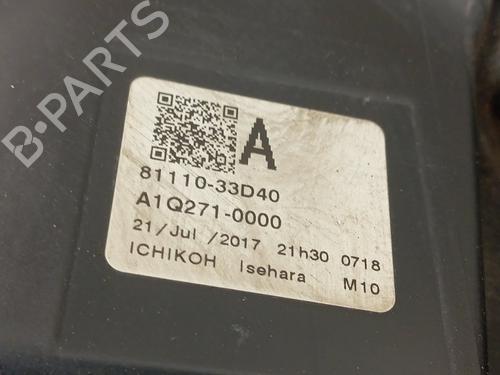 B-PARTS
A
81110-33D40
A1Q271-0000
21/Jul /2017 21h30 0718
ICHIKOH Isehara M10